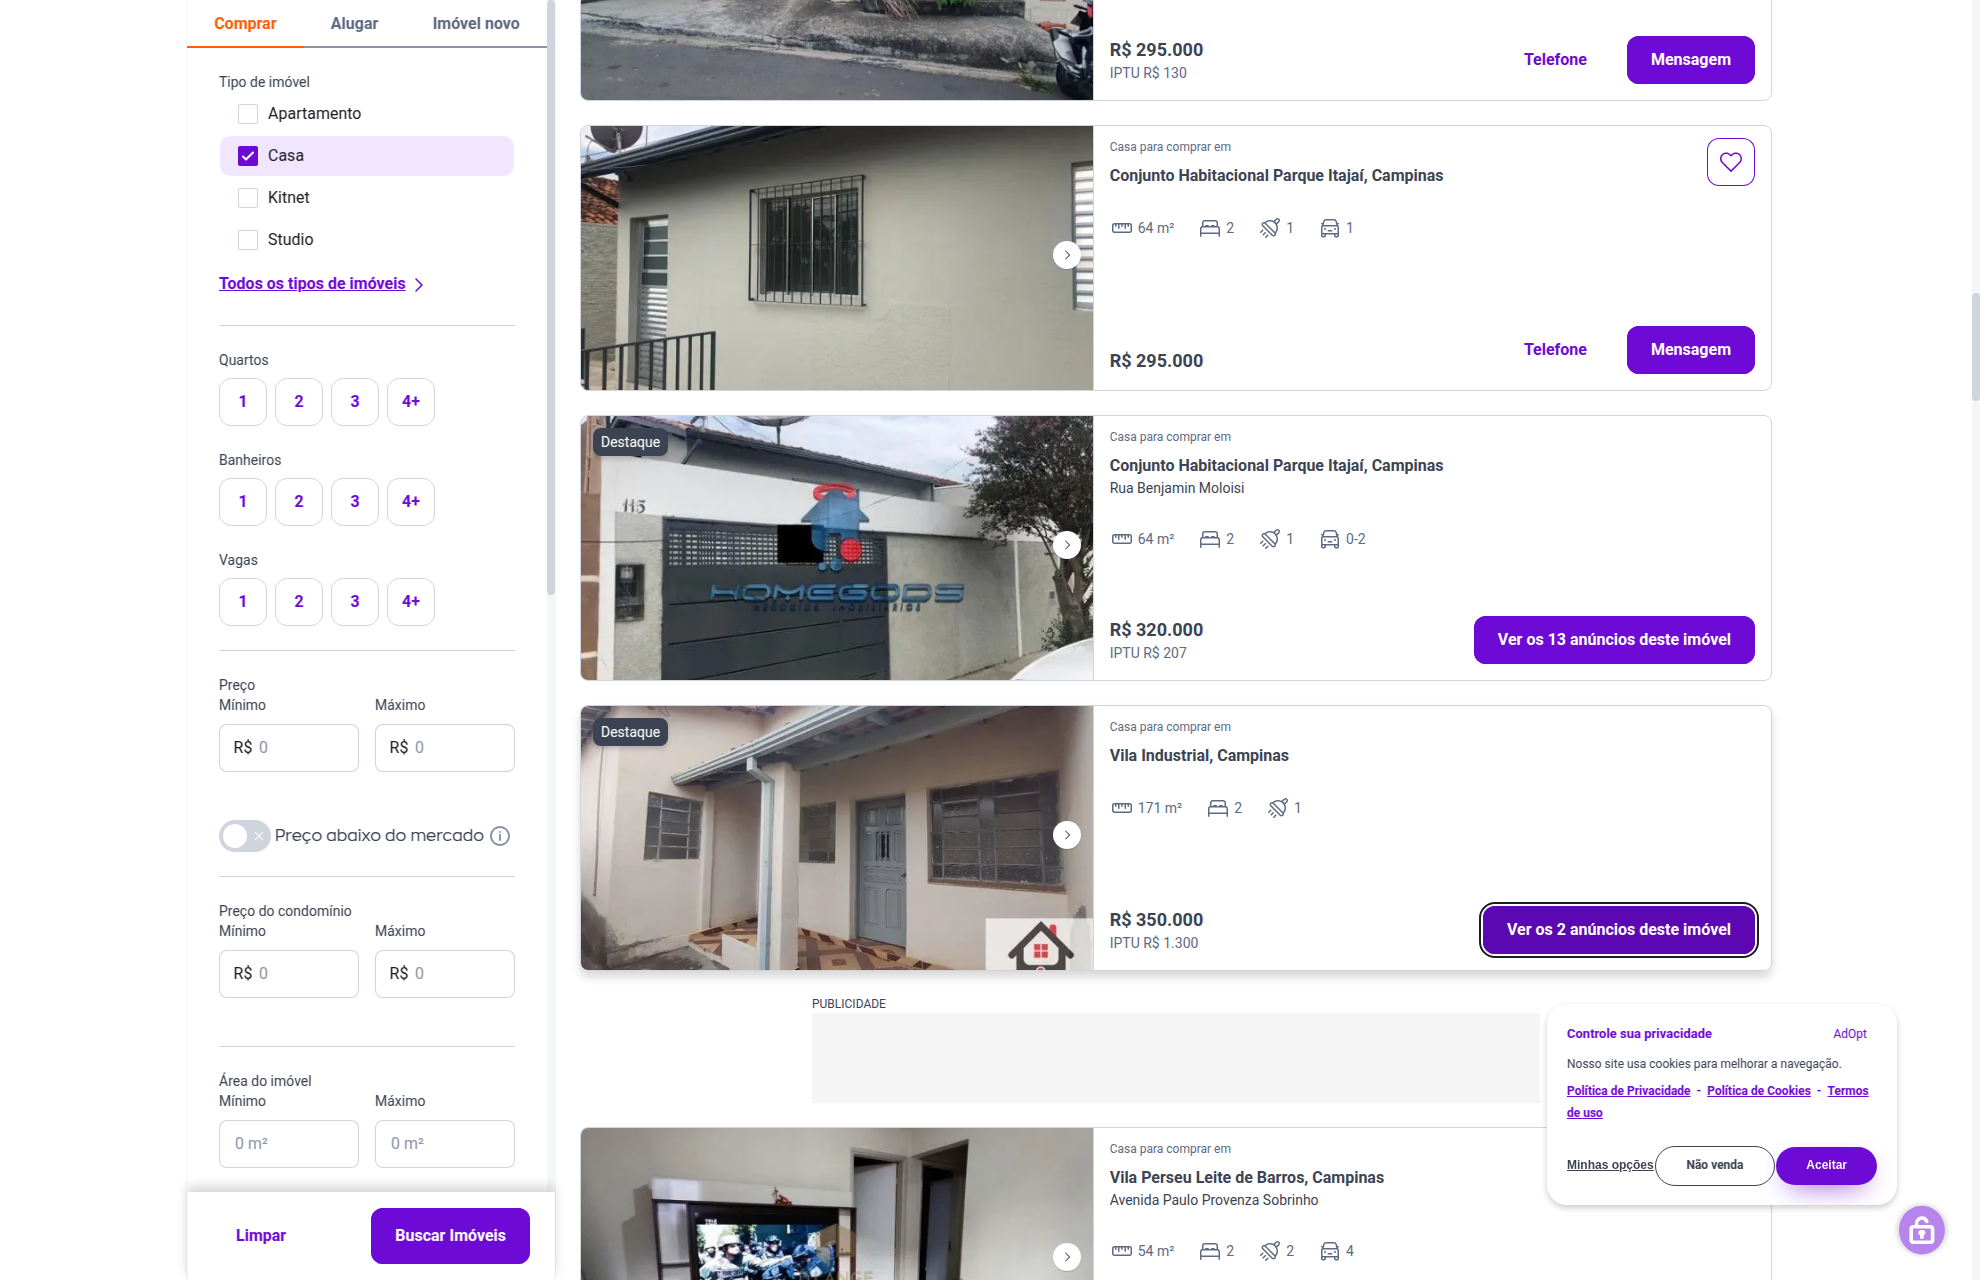 Comprar
Alugar
Imóvel novo
Tipo de imóvel
Apartamento
Casa
Kitnet
Studio
Todos os tipos de imóveis
Quartos
1
2
3
4+
Banheiros
1
2
3
4+
Vagas
1
2
3
4+
Preço
Mínimo
Máximo
R$ 0
R$ 0
Preço abaixo do mercado
Preço do condomínio
Mínimo
Máximo
R$ 0
R$ 0
Área do imóvel
Mínimo
Máximo
0 m²
0 m²
Limpar
Buscar Imóveis
R$ 295.000
IPTU R$ 130
Telefone
Mensagem
Casa para comprar em
Conjunto Habitacional Parque Itajaí, Campinas
64 m²
2
1
1
R$ 295.000
Telefone
Mensagem
Destaque
115
HOMEGODS
NEGÓCIOS IMOBILIÁRIOS
Casa para comprar em
Conjunto Habitacional Parque Itajaí, Campinas
Rua Benjamin Moloisi
64 m²
2
1
0-2
R$ 320.000
IPTU R$ 207
Ver os 13 anúncios deste imóvel
Destaque
Casa para comprar em
Vila Industrial, Campinas
171 m²
2
1
R$ 350.000
IPTU R$ 1.300
Ver os 2 anúncios deste imóvel
PUBLICIDADE
Casa para comprar em
Vila Perseu Leite de Barros, Campinas
Avenida Paulo Provenza Sobrinho
54 m²
2
2
4
Controle sua privacidade
AdOpt
Nosso site usa cookies para melhorar a navegação.
Política de Privacidade - Política de Cookies - Termos
de uso
Minhas opções
Não venda
Aceitar